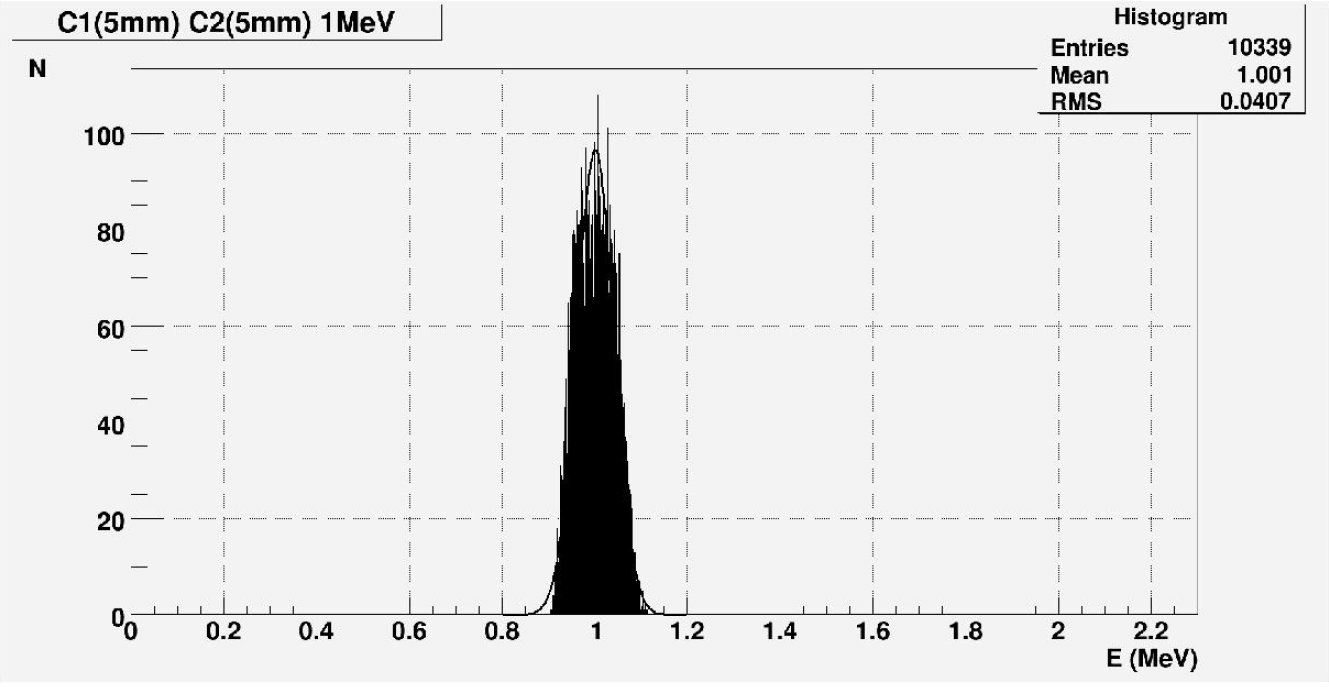 C1(5mm) C2(5mm) 1MeV
Histogram
Entries 10339
Mean 1.001
RMS 0.0407
N
100
80
60
40
20
0
0 0.2 0.4 0.6 0.8 1 1.2 1.4 1.6 1.8 2 2.2
E (MeV)